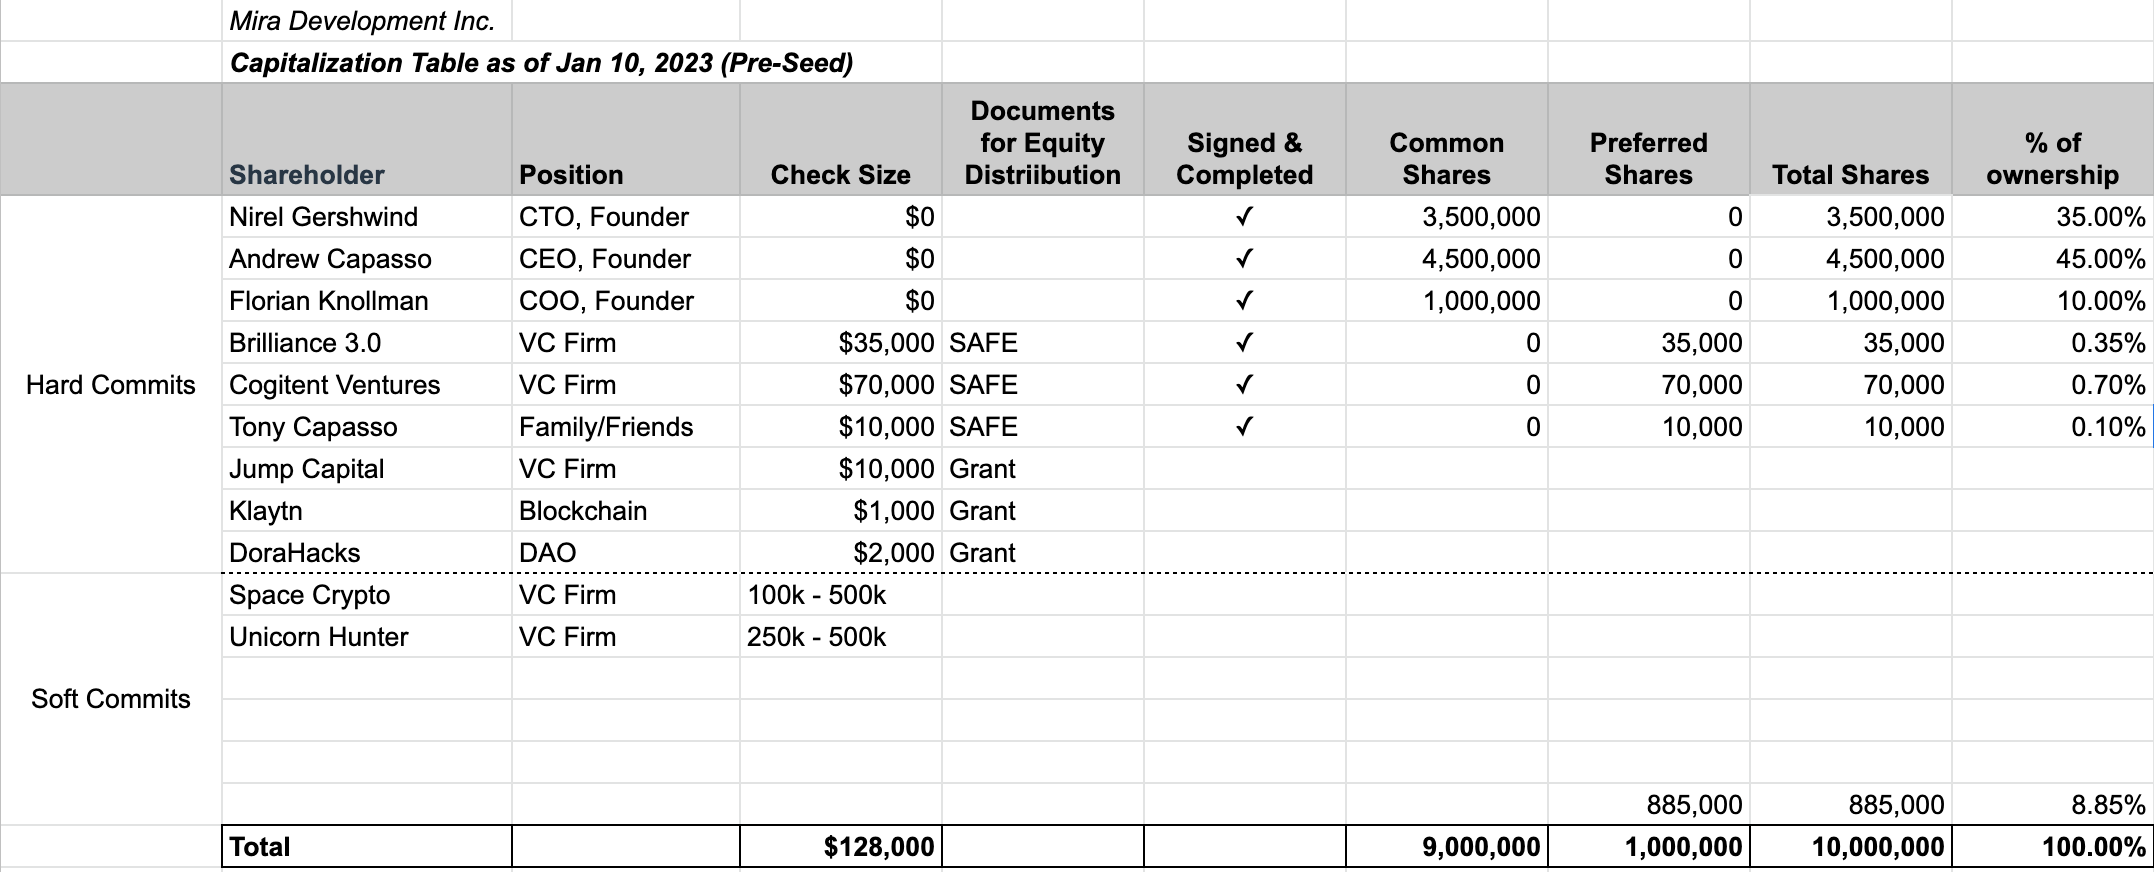 Mira Development Inc.
Capitalization Table as of Jan 10, 2023 (Pre-Seed)
Shareholder Position Check Size Documents for Equity Distriibution Signed & Completed Common Shares Preferred Shares Total Shares % of ownership
Hard Commits
Nirel Gershwind CTO, Founder $0 ✓ 3,500,000 0 3,500,000 35.00%
Andrew Capasso CEO, Founder $0 ✓ 4,500,000 0 4,500,000 45.00%
Florian Knollman COO, Founder $0 ✓ 1,000,000 0 1,000,000 10.00%
Brilliance 3.0 VC Firm $35,000 SAFE ✓ 0 35,000 35,000 0.35%
Cogitent Ventures VC Firm $70,000 SAFE ✓ 0 70,000 70,000 0.70%
Tony Capasso Family/Friends $10,000 SAFE ✓ 0 10,000 10,000 0.10%
Jump Capital VC Firm $10,000 Grant
Klaytn Blockchain $1,000 Grant
DoraHacks DAO $2,000 Grant
Soft Commits
Space Crypto VC Firm 100k - 500k
Unicorn Hunter VC Firm 250k - 500k
885,000 885,000 8.85%
Total $128,000 9,000,000 1,000,000 10,000,000 100.00%